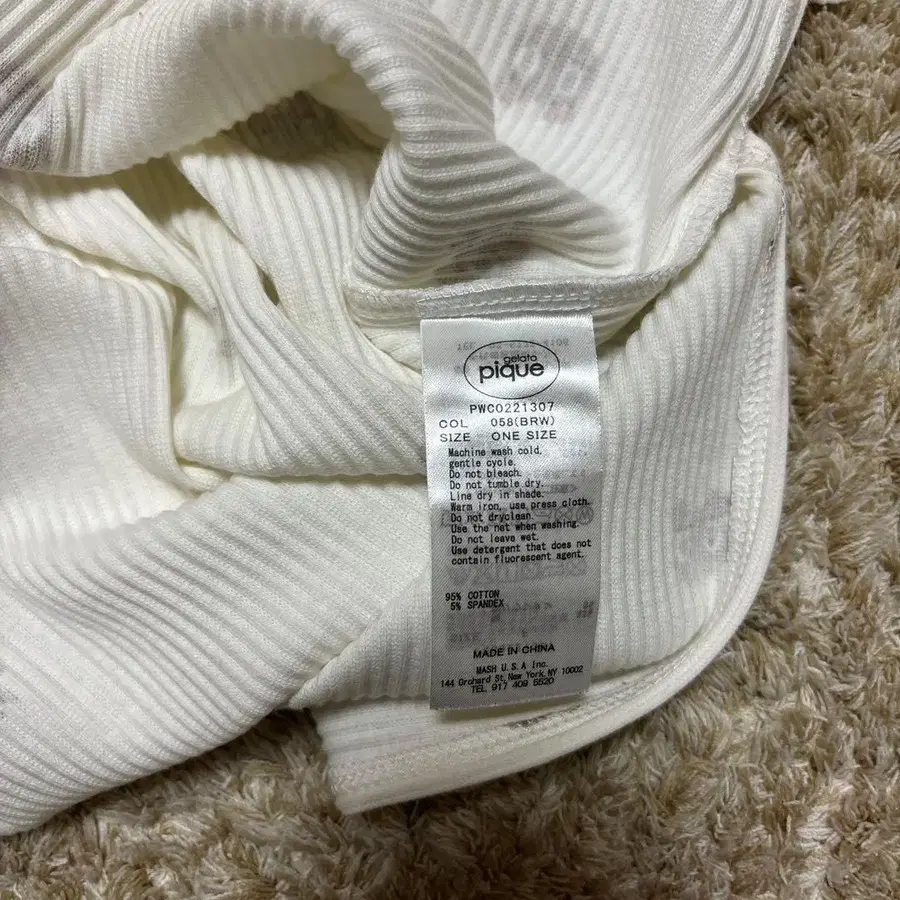 gelato
pique
PWC0221307
COL 058(BRW)
SIZE ONE SIZE
Machine wash cold,
gentle cycle.
Do not bleach.
Do not tumble dry.
Line dry in shade.
Warm iron, use press cloth.
Do not dryclean.
Use the net when washing.
Do not leave wet.
Use detergent that does not
contain fluorescent agent.
95% COTTON
5% SPANDEX
MADE IN CHINA
MASH U.S.A Inc.
144 Orchard St, New York, NY 10002
TEL 917 409 5520